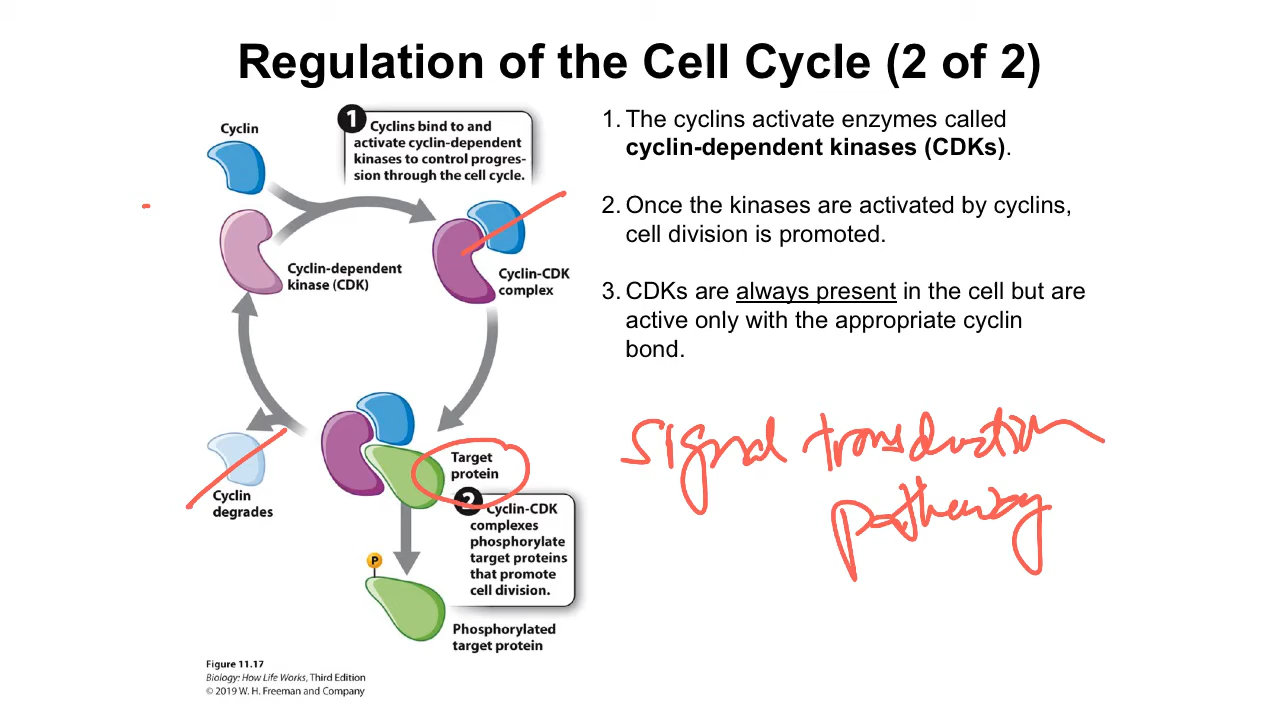 Regulation of the Cell Cycle (2 of 2)
Cyclin
1
Cyclins bind to and
activate cyclin-dependent
kinases to control progres-
sion through the cell cycle.
Cyclin-dependent
kinase (CDK)
Cyclin-CDK
complex
Cyclin
degrades
Target
protein
2
Cyclin-CDK
complexes
phosphorylate
target proteins
that promote
cell division.
P
Phosphorylated
target protein
Figure 11.17
Biology: How Life Works, Third Edition
© 2019 W. H. Freeman and Company
1. The cyclins activate enzymes called
cyclin-dependent kinases (CDKs).
2. Once the kinases are activated by cyclins,
cell division is promoted.
3. CDKs are always present in the cell but are
active only with the appropriate cyclin
bond.
signal transduction
pathway